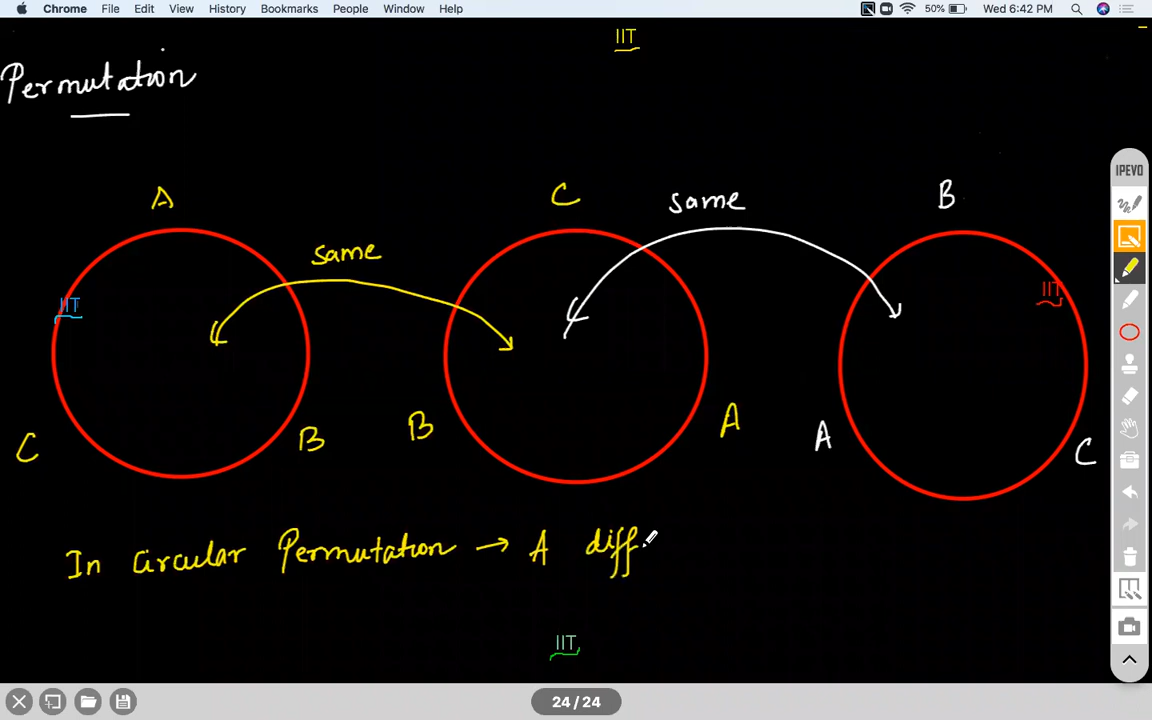 Chrome File Edit View History Bookmarks People Window Help 50% Wed 6:42 PM
IIT
Permutation
A C same B
same
IPEVO
IIT IIT
C B B A A C
In circular Permutation → A diff
IIT
24 / 24